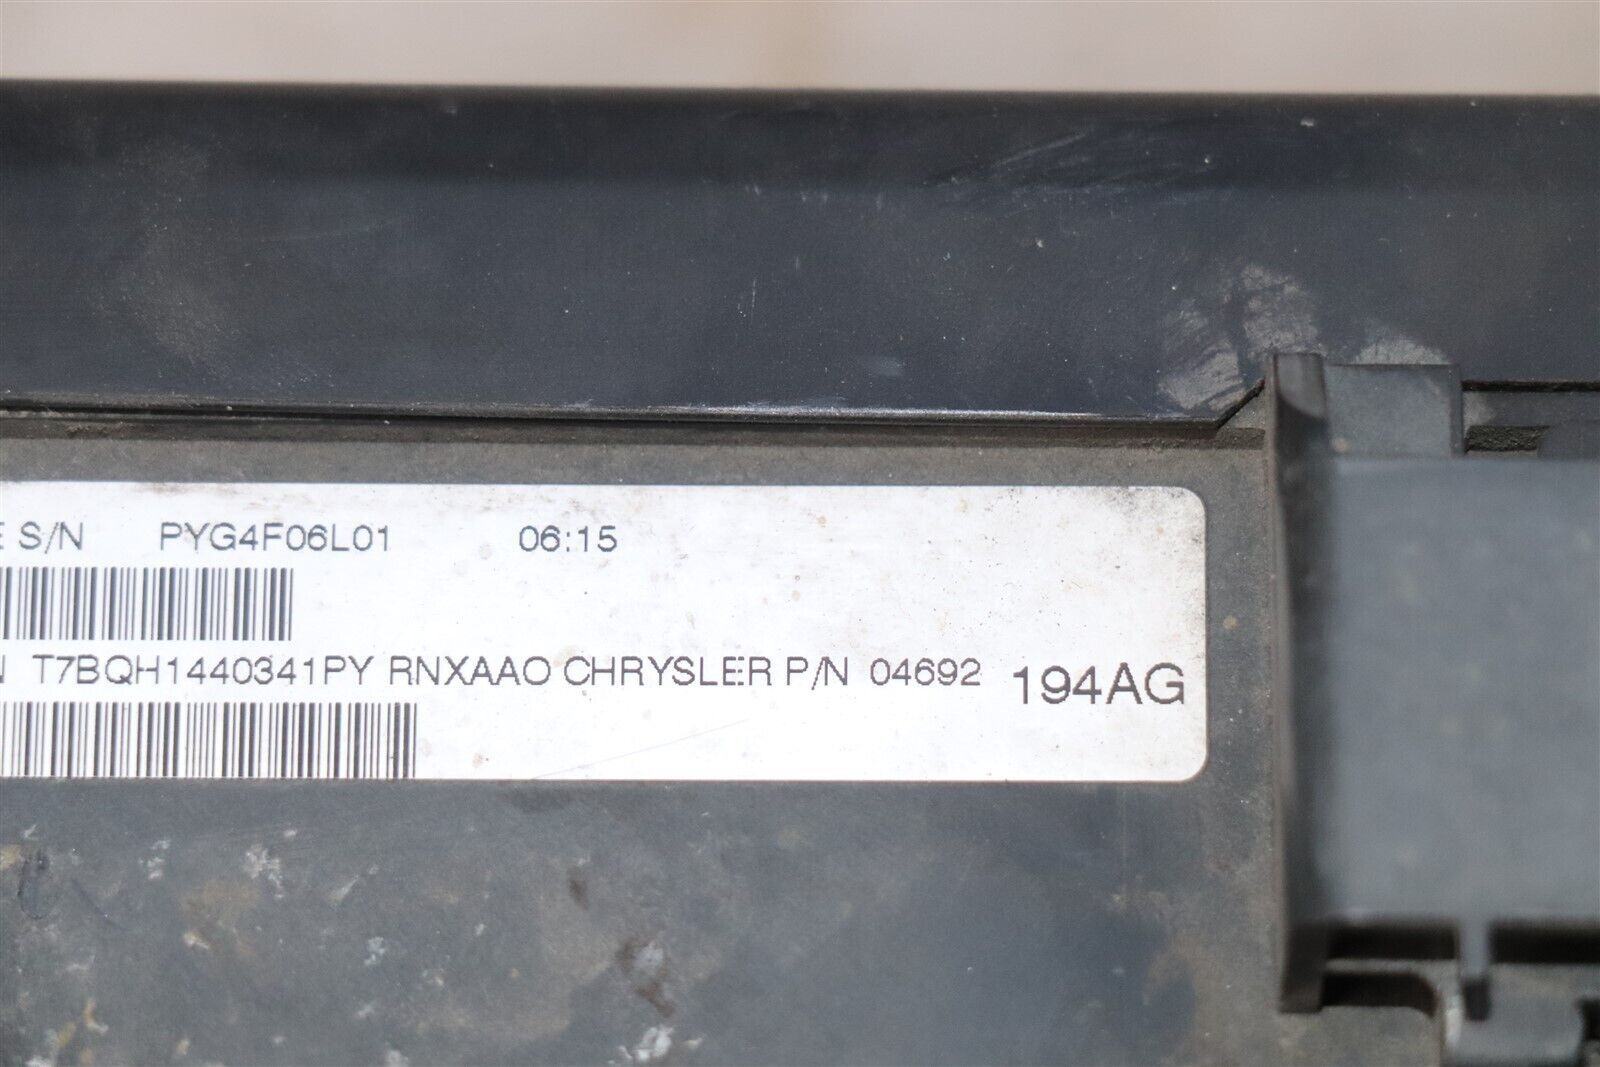 E S/N PYG4F06L01 06:15
N T7BQH1440341PY RNXAAO CHRYSLER P/N 04692 194AG